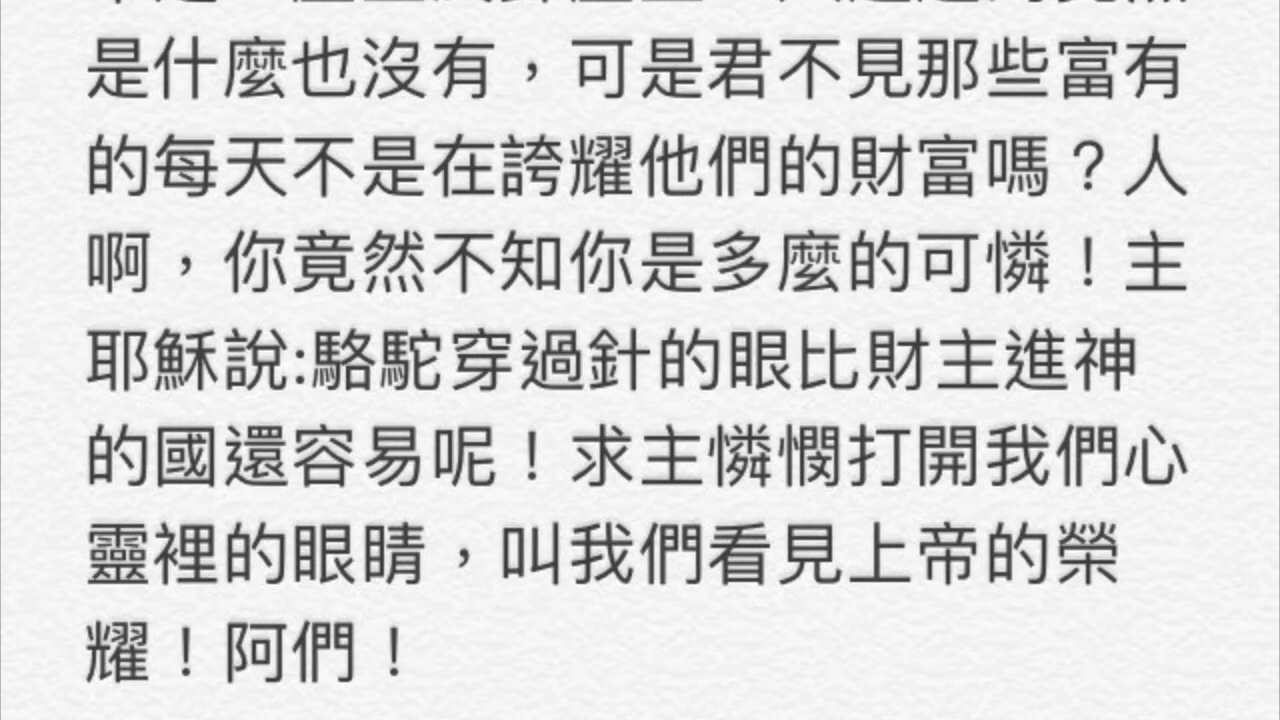 是什麼也沒有，可是君不見那些富有
的每天不是在誇耀他們的財富嗎？人
啊，你竟然不知你是多麼的可憐！主
耶穌說:駱駝穿過針的眼比財主進神
的國還容易呢！求主憐憫打開我們心
靈裡的眼睛，叫我們看見上帝的榮
耀！阿們！